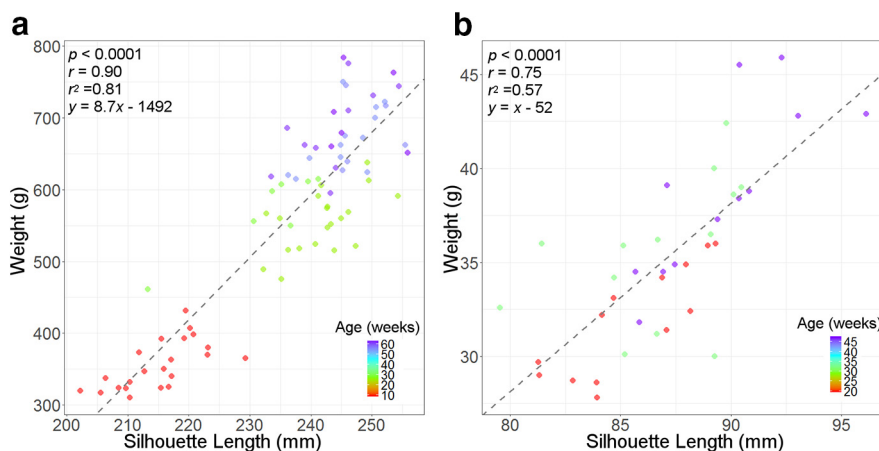 a
p < 0.0001
r = 0.90
r² =0.81
y = 8.7x - 1492
800
700
600
500
400
300
Weight (g)
200
210
220
230
240
250
Silhouette Length (mm)
Age (weeks)
60
50
40
30
20
10
b
p < 0.0001
r = 0.75
r² =0.57
y = x - 52
45
40
35
30
Weight (g)
80
85
90
95
Silhouette Length (mm)
Age (weeks)
45
40
35
30
25
20